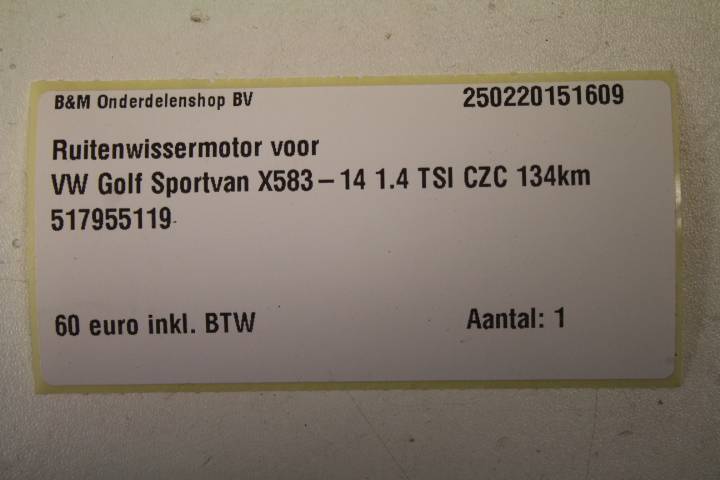 B&M Onderdelenshop BV 250220151609
Ruitenwissermotor voor
VW Golf Sportvan X583-14 1.4 TSI CZC 134km
517955119
60 euro inkl. BTW Aantal: 1